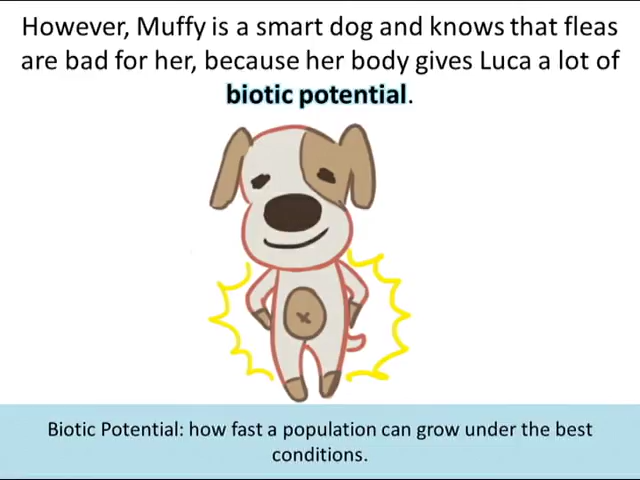 However, Muffy is a smart dog and knows that fleas
are bad for her, because her body gives Luca a lot of
biotic potential.
Biotic Potential: how fast a population can grow under the best
conditions.